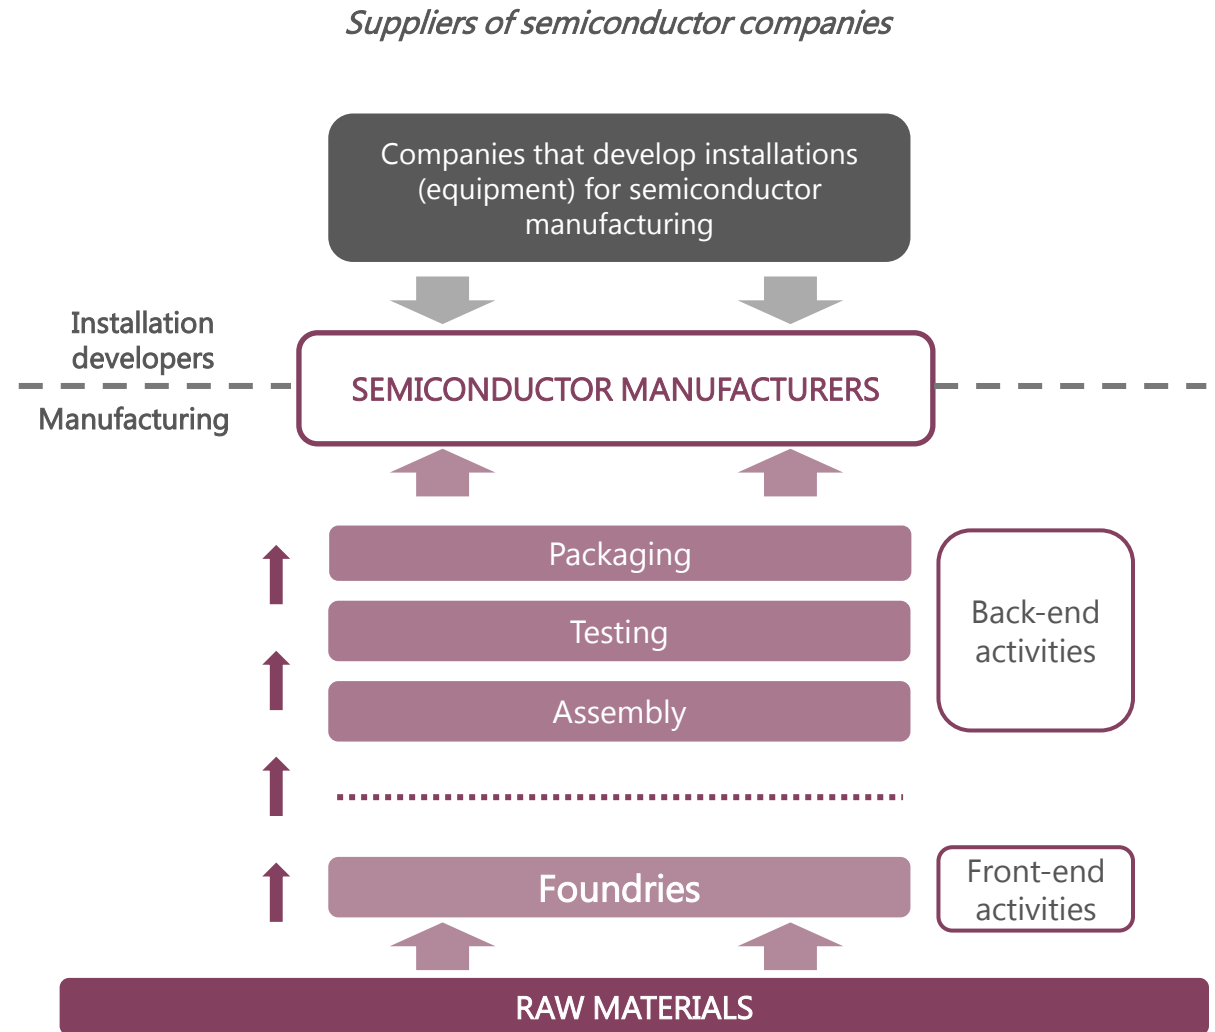 Suppliers of semiconductor companies
Companies that develop installations
(equipment) for semiconductor
manufacturing
Installation
developers
SEMICONDUCTOR MANUFACTURERS
Manufacturing
Packaging
Testing
Assembly
Back-end
activities
Foundries
Front-end
activities
RAW MATERIALS